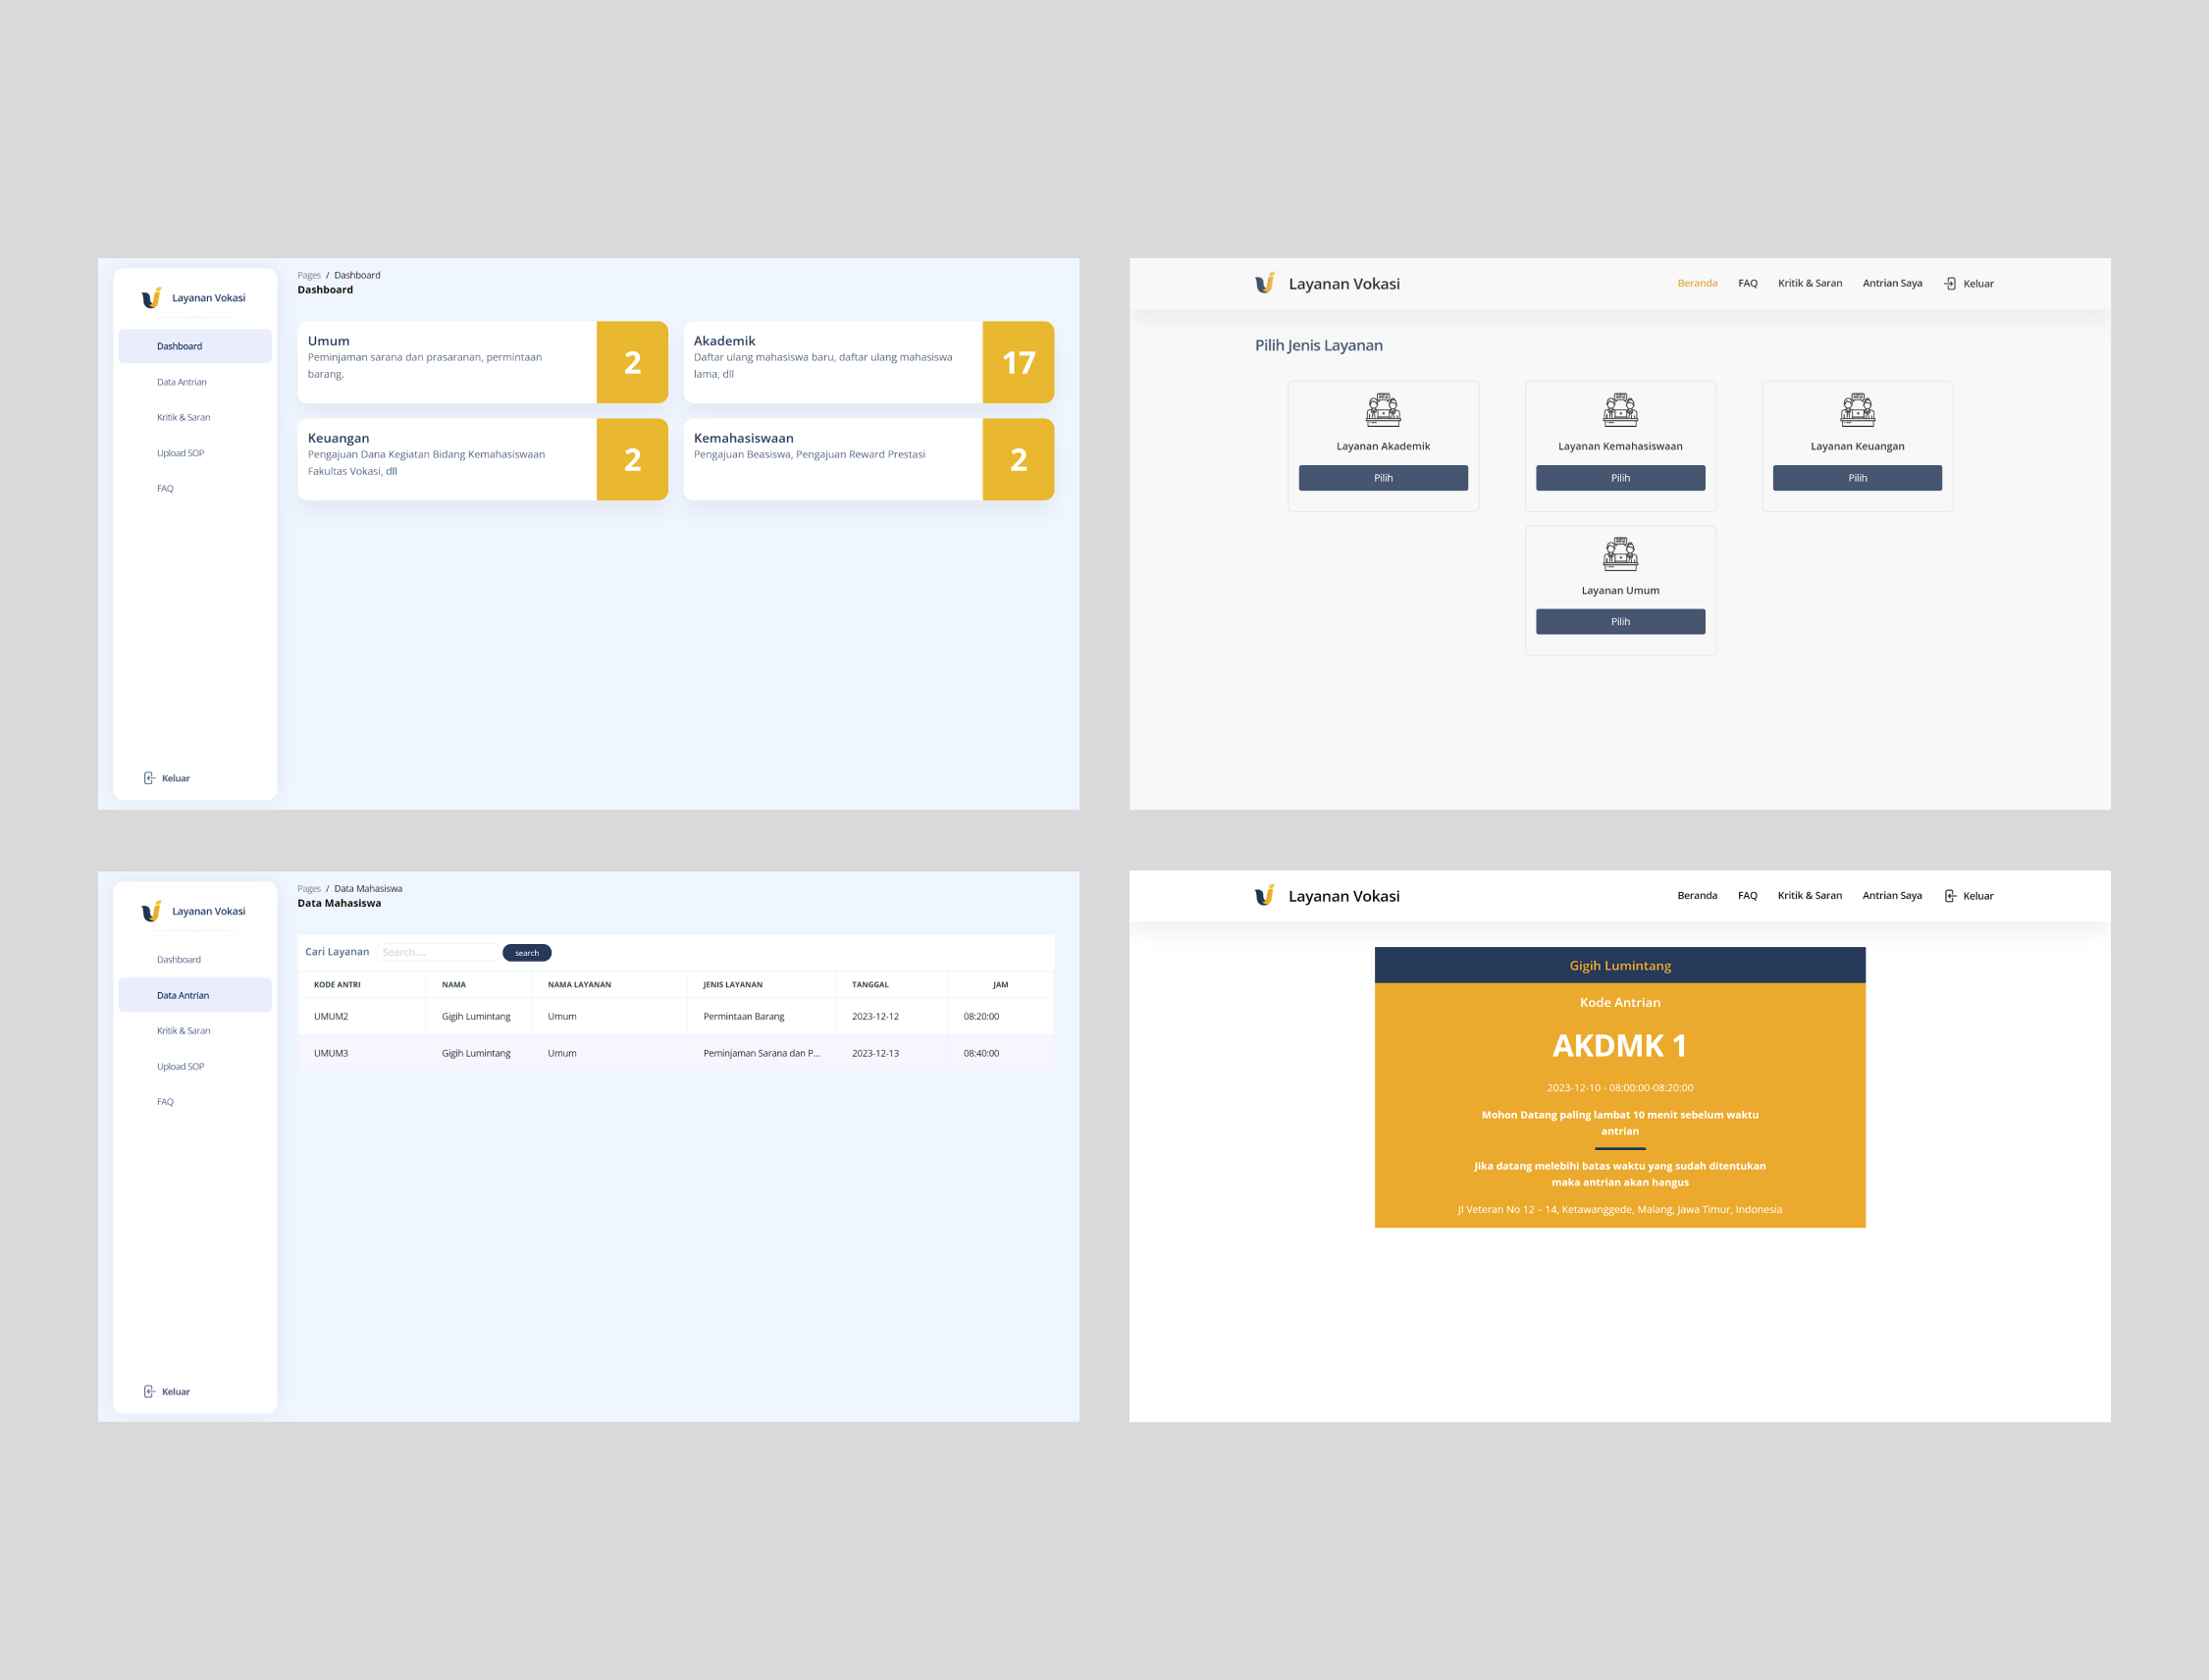 Layanan Vokasi
Dashboard
Data Antrian
Kritik & Saran
Upload SOP
FAQ
Keluar
Pages / Dashboard
Dashboard
Umum
Peminjaman sarana dan prasaranan, permintaan
barang.
2
Akademik
Daftar ulang mahasiswa baru, daftar ulang mahasiswa
lama, dll
17
Keuangan
Pengajuan Dana Kegiatan Bidang Kemahasiswaan
Fakultas Vokasi, dll
2
Kemahasiswaan
Pengajuan Beasiswa, Pengajuan Reward Prestasi
2
Layanan Vokasi
Beranda FAQ Kritik & Saran Antrian Saya Keluar
Pilih Jenis Layanan
Layanan Akademik
Pilih
Layanan Kemahasiswaan
Pilih
Layanan Keuangan
Pilih
Layanan Umum
Pilih
Layanan Vokasi
Dashboard
Data Antrian
Kritik & Saran
Upload SOP
FAQ
Keluar
Pages / Data Mahasiswa
Data Mahasiswa
Cari Layanan Search.... search
KODE ANTRI NAMA NAMA LAYANAN JENIS LAYANAN TANGGAL JAM
UMUM2 Gigih Lumintang Umum Permintaan Barang 2023-12-12 08:20:00
UMUM3 Gigih Lumintang Umum Peminjaman Sarana dan P... 2023-12-13 08:40:00
Layanan Vokasi
Beranda FAQ Kritik & Saran Antrian Saya Keluar
Gigih Lumintang
Kode Antrian
AKDMK 1
2023-12-10 - 08:00:00-08:20:00
Mohon Datang paling lambat 10 menit sebelum waktu
antrian
Jika datang melebihi batas waktu yang sudah ditentukan
maka antrian akan hangus
Jl Veteran No 12 – 14, Ketawanggede, Malang, Jawa Timur, Indonesia